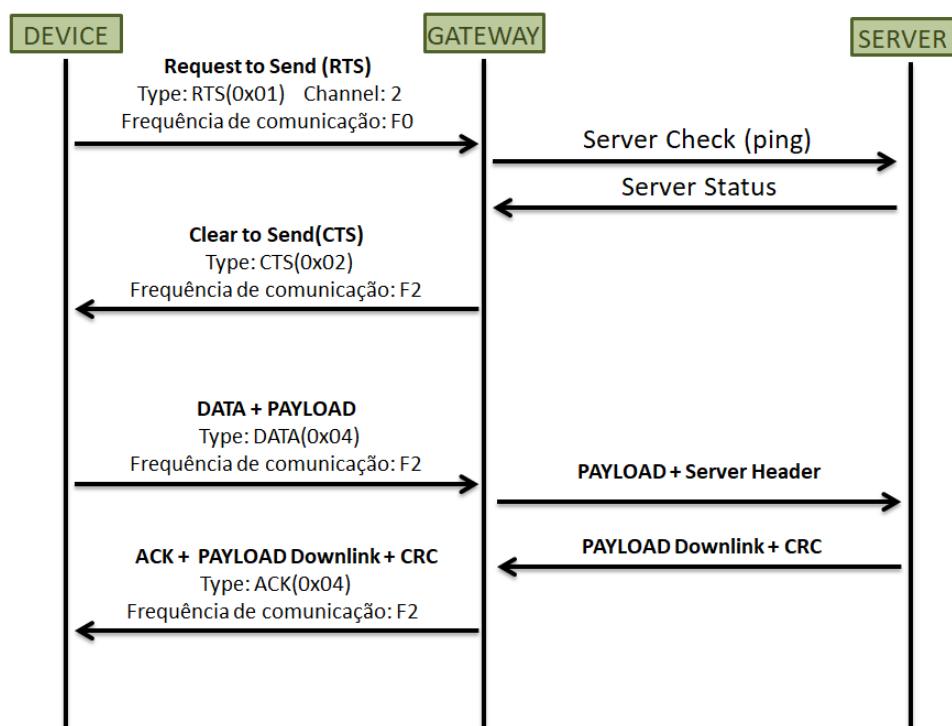 DEVICE
GATEWAY
SERVER
Request to Send (RTS)
Type: RTS(0x01) Channel: 2
Frequência de comunicação: F0
Server Check (ping)
Server Status
Clear to Send(CTS)
Type: CTS(0x02)
Frequência de comunicação: F2
DATA + PAYLOAD
Type: DATA(0x04)
Frequência de comunicação: F2
PAYLOAD + Server Header
PAYLOAD Downlink + CRC
ACK + PAYLOAD Downlink + CRC
Type: ACK(0x04)
Frequência de comunicação: F2